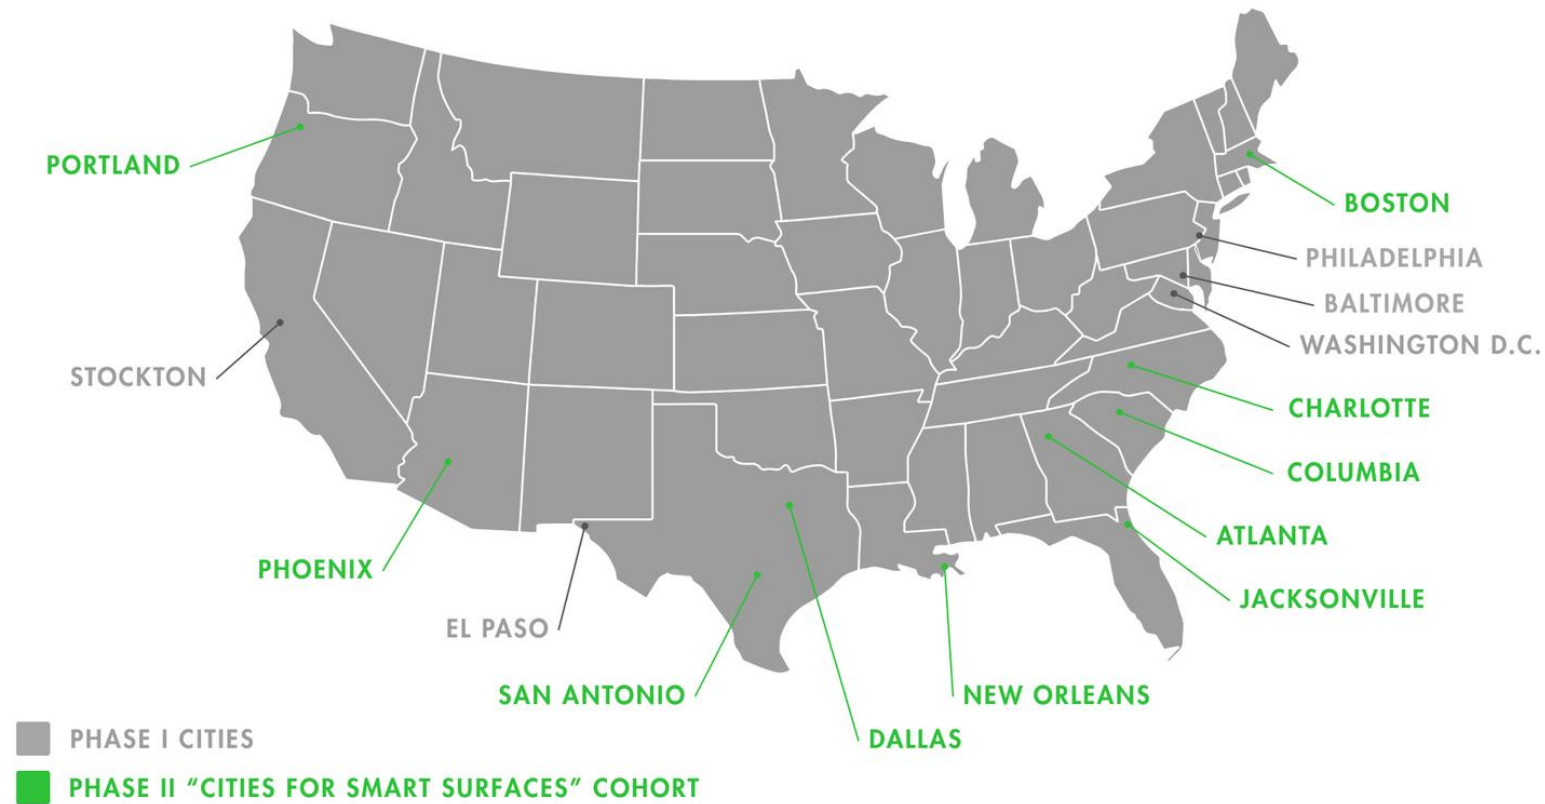 PORTLAND
BOSTON
PHILADELPHIA
BALTIMORE
WASHINGTON D.C.
STOCKTON
CHARLOTTE
COLUMBIA
ATLANTA
PHOENIX
JACKSONVILLE
EL PASO
SAN ANTONIO
NEW ORLEANS
DALLAS
PHASE I CITIES
PHASE II “CITIES FOR SMART SURFACES” COHORT